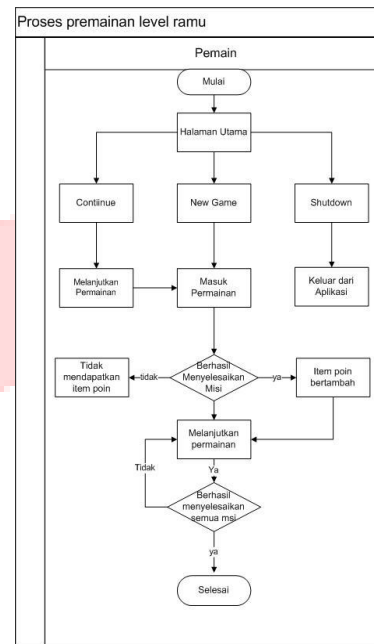 Proses premainan level ramu
Pemain
Mulai
Halaman Utama
Contiinue
New Game
Shutdown
Melanjutkan
Permainan
Masuk
Permainan
Keluar dari
Aplikasi
Tidak
mendapatkan
item poin
tidak
Berhasil
Menyelesaikan
Misi
ya
Item poin
bertambah
Melanjutkan
permainan
Tidak
Ya
Berhasil
menyelesaikan
semua msi
ya
Selesai